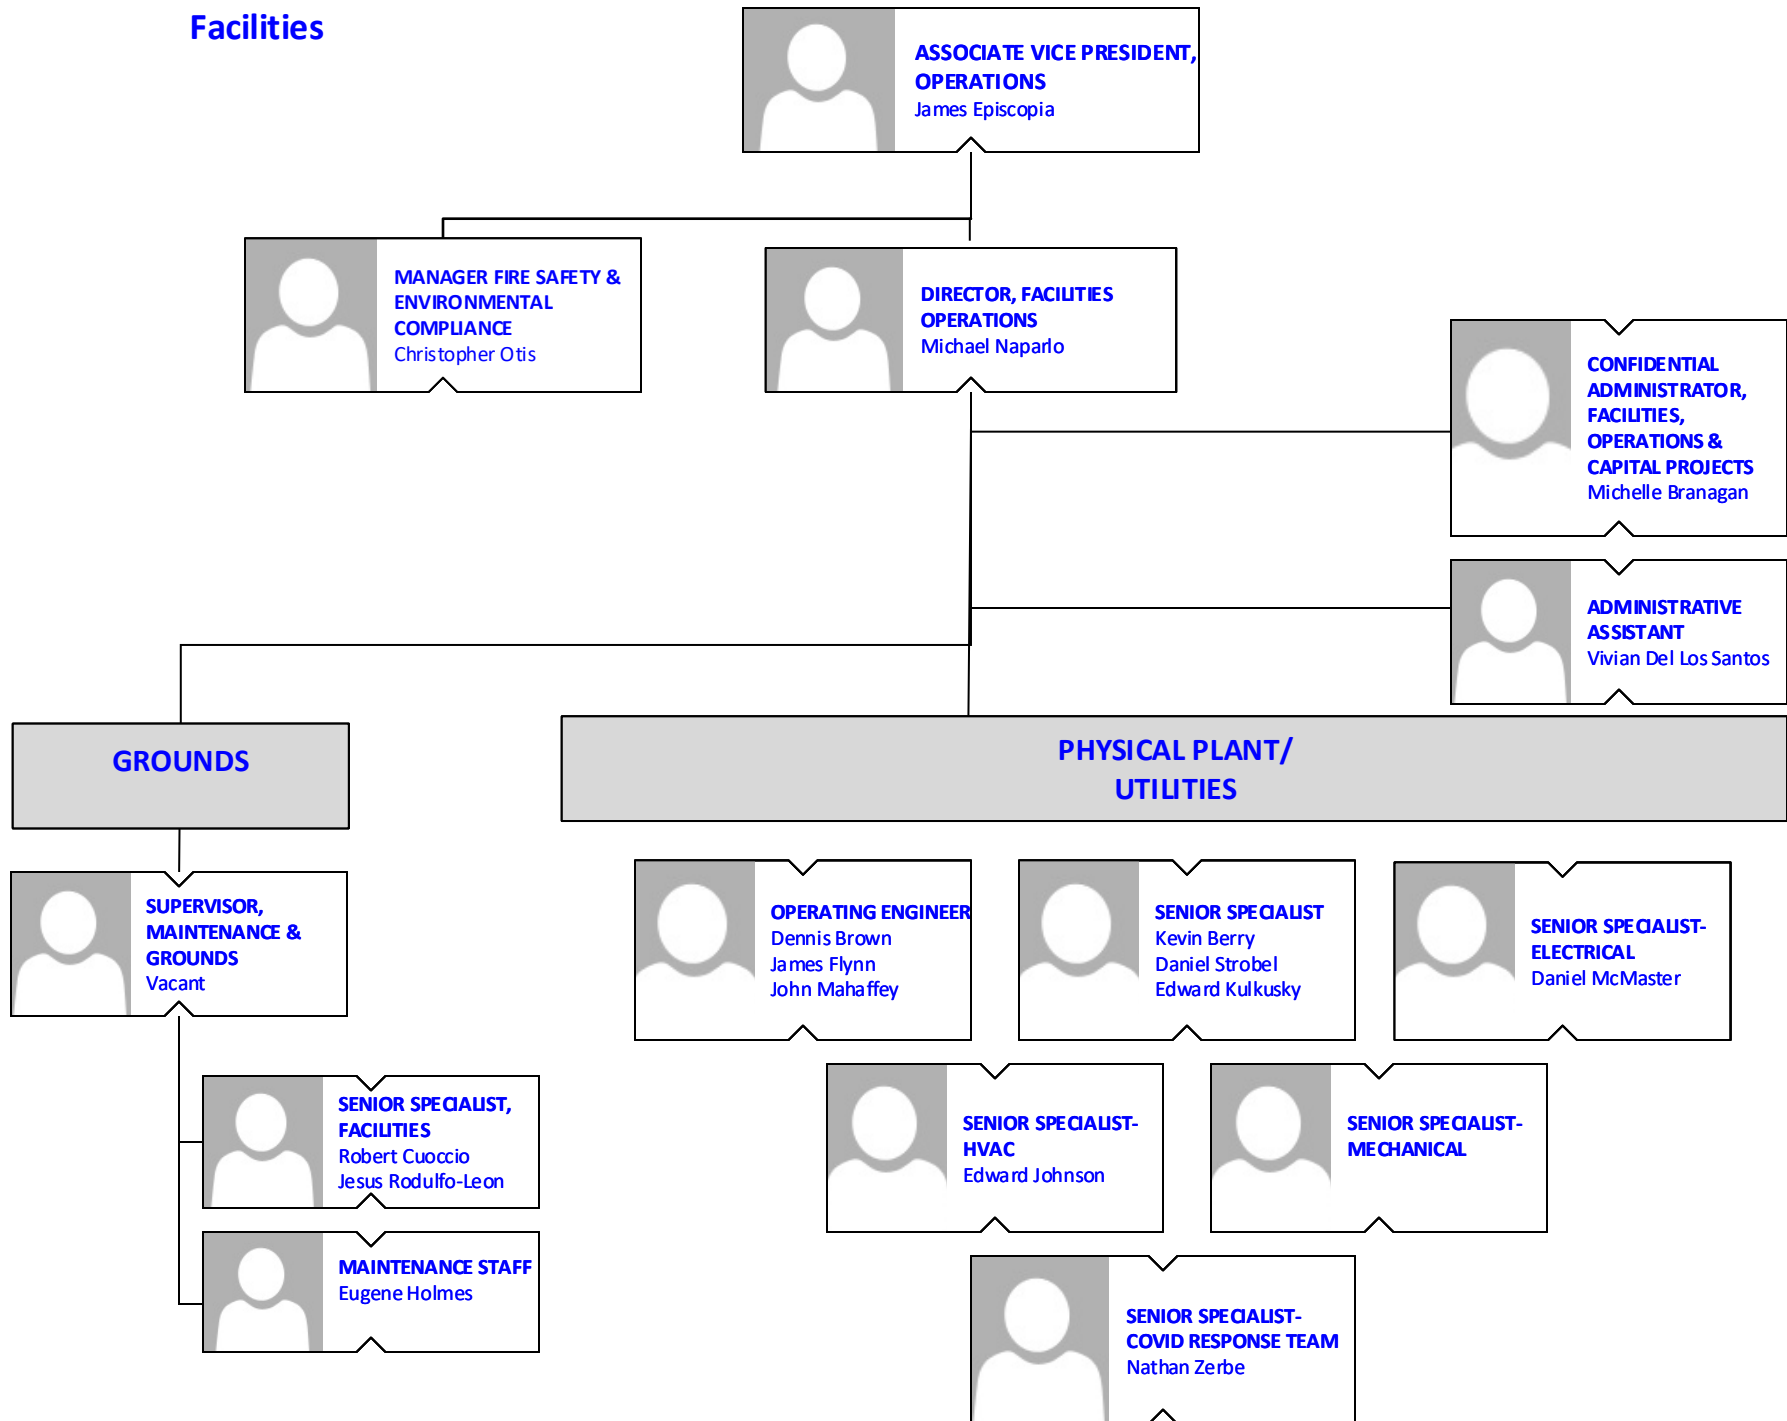 Facilities
ASSOCIATE VICE PRESIDENT,
OPERATIONS
James Episcopia
MANAGER FIRE SAFETY &
ENVIRONMENTAL
COMPLIANCE
Christopher Otis
DIRECTOR, FACILITIES
OPERATIONS
Michael Naparlo
CONFIDENTIAL
ADMINISTRATOR,
FACILITIES,
OPERATIONS &
CAPITAL PROJECTS
Michelle Branagan
ADMINISTRATIVE
ASSISTANT
Vivian Del Los Santos
GROUNDS
PHYSICAL PLANT/
UTILITIES
SUPERVISOR,
MAINTENANCE &
GROUNDS
Vacant
OPERATING ENGINEER
Dennis Brown
James Flynn
John Mahaffey
SENIOR SPECIALIST
Kevin Berry
Daniel Strobel
Edward Kulkusky
SENIOR SPECIALIST-
ELECTRICAL
Daniel McMaster
SENIOR SPECIALIST,
FACILITIES
Robert Cuoccio
Jesus Rodulfo-Leon
SENIOR SPECIALIST-
HVAC
Edward Johnson
SENIOR SPECIALIST-
MECHANICAL
MAINTENANCE STAFF
Eugene Holmes
SENIOR SPECIALIST-
COVID RESPONSE TEAM
Nathan Zerbe